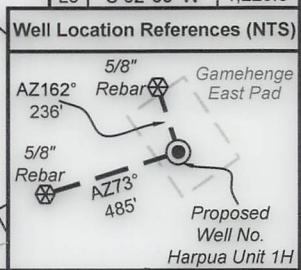 Well Location References (NTS)
5/8"
Rebar
Gamehenge
East Pad
AZ162°
236'
5/8"
Rebar
AZ73°
485'
Proposed
Well No.
Harpua Unit 1H